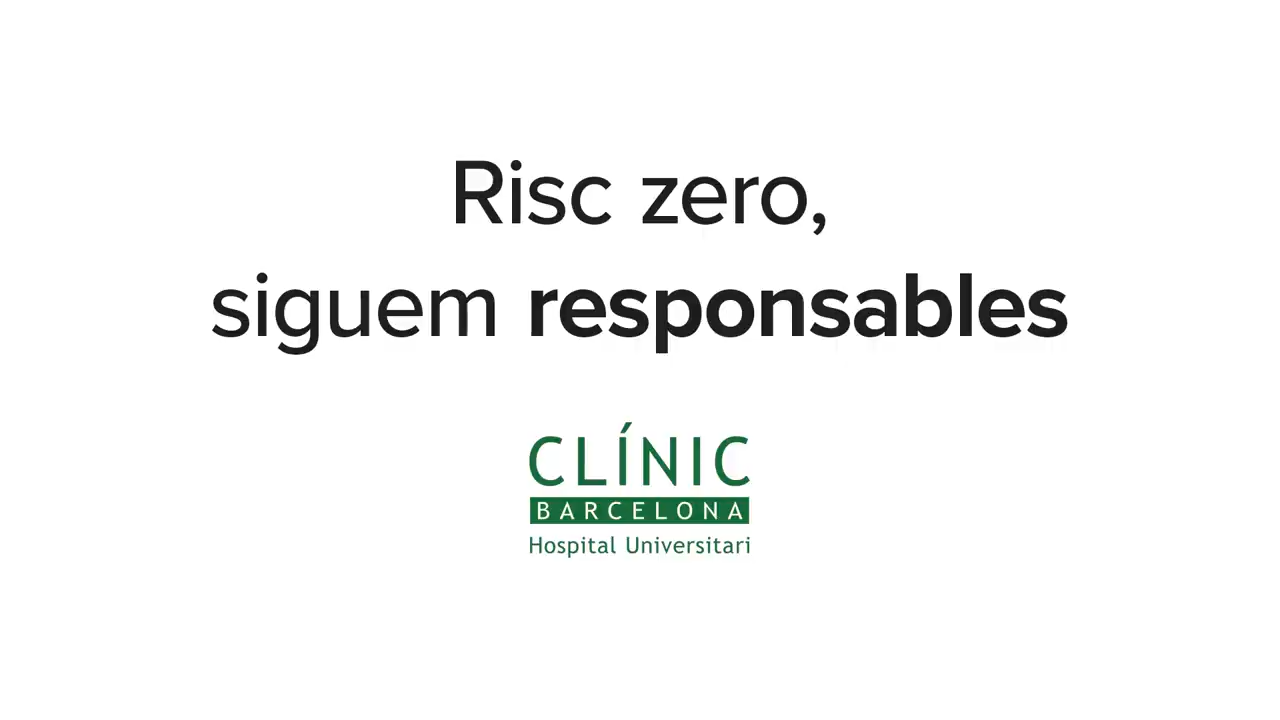 Risc zero,
siguem responsables
CLÍNIC
BARCELONA
Hospital Universitari